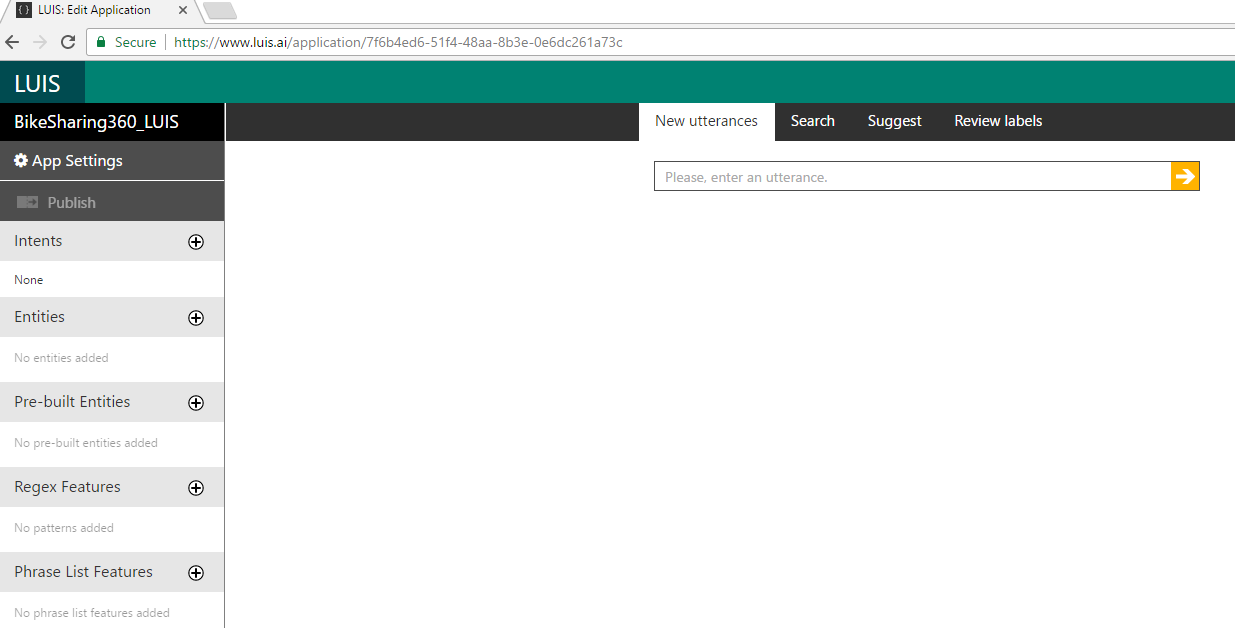 LUIS: Edit Application
Secure
https://www.luis.ai/application/7f6b4ed6-51f4-48aa-8b3e-0e6dc261a73c
LUIS
BikeSharing360_LUIS
New utterances Search Suggest Review labels
App Settings
Please, enter an utterance.
Publish
Intents
None
Entities
No entities added
Pre-built Entities
No pre-built entities added
Regex Features
No patterns added
Phrase List Features
No phrase list features added